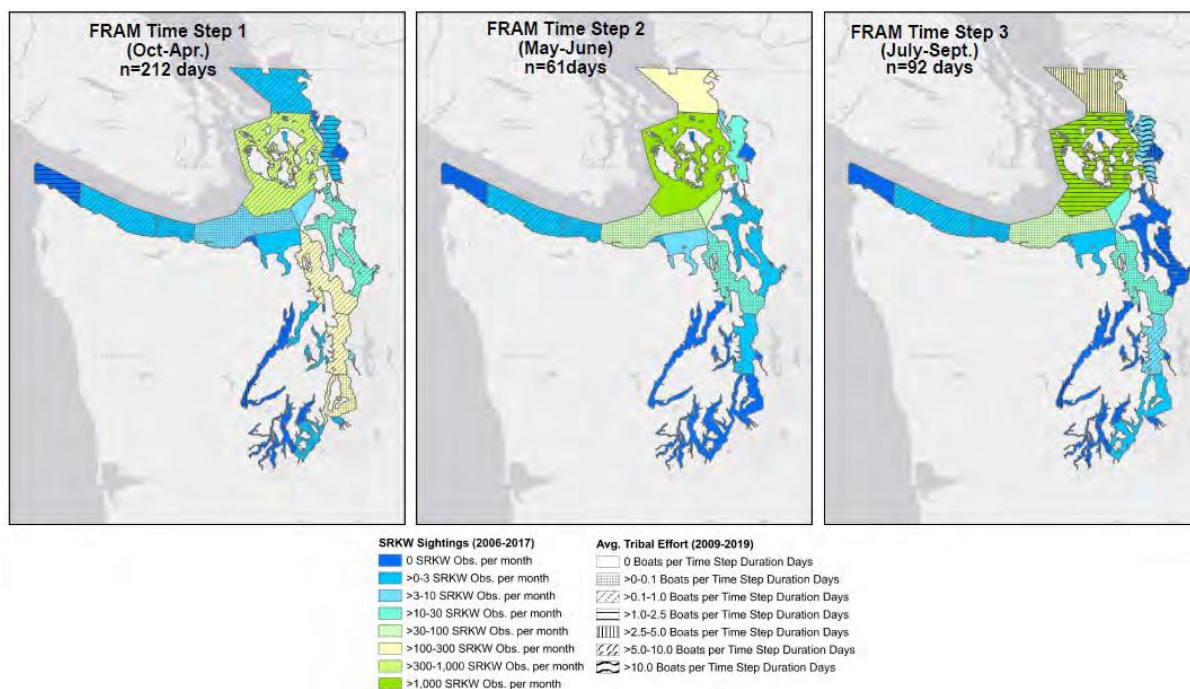 FRAM Time Step 1
(Oct-Apr.)
n=212 days
FRAM Time Step 2
(May-June)
n=61days
FRAM Time Step 3
(July-Sept.)
n=92 days
SRKW Sightings (2006-2017)
0 SRKW Obs. per month
>0-3 SRKW Obs. per month
>3-10 SRKW Obs. per month
>10-30 SRKW Obs. per month
>30-100 SRKW Obs. per month
>100-300 SRKW Obs. per month
>300-1,000 SRKW Obs. per month
>1,000 SRKW Obs. per month
Avg. Tribal Effort (2009-2019)
0 Boats per Time Step Duration Days
>0-0.1 Boats per Time Step Duration Days
>0.1-1.0 Boats per Time Step Duration Days
>1.0-2.5 Boats per Time Step Duration Days
>2.5-5.0 Boats per Time Step Duration Days
>5.0-10.0 Boats per Time Step Duration Days
>10.0 Boats per Time Step Duration Days